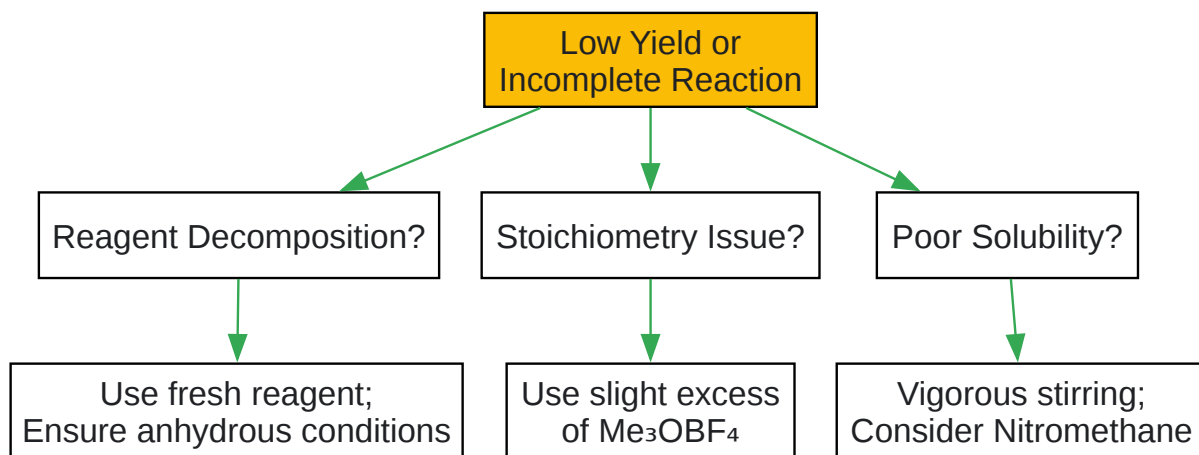 Low Yield or
Incomplete Reaction
Reagent Decomposition?
Stoichiometry Issue?
Poor Solubility?
Use fresh reagent;
Ensure anhydrous conditions
Use slight excess
of Me₃OBF₄
Vigorous stirring;
Consider Nitromethane